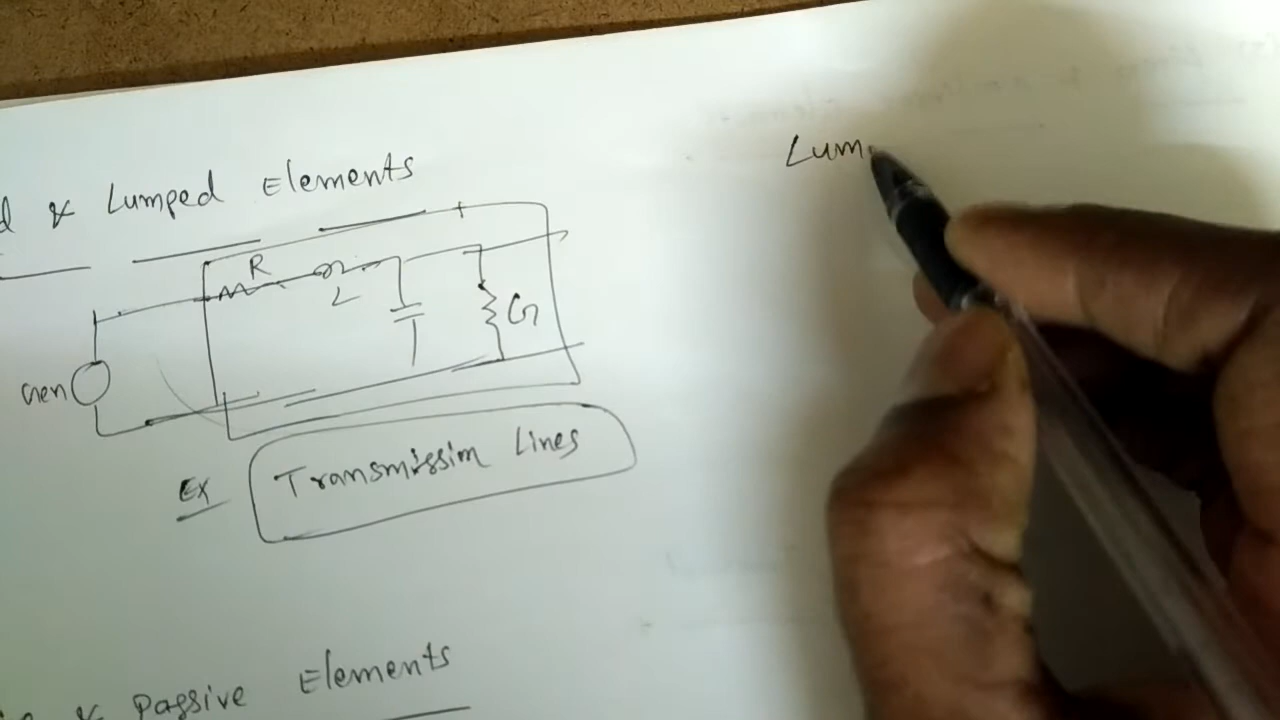 d & Lumped Elements
Lum
R
L
G
Gen
Ex Transmissim Lines
& Passive Elements